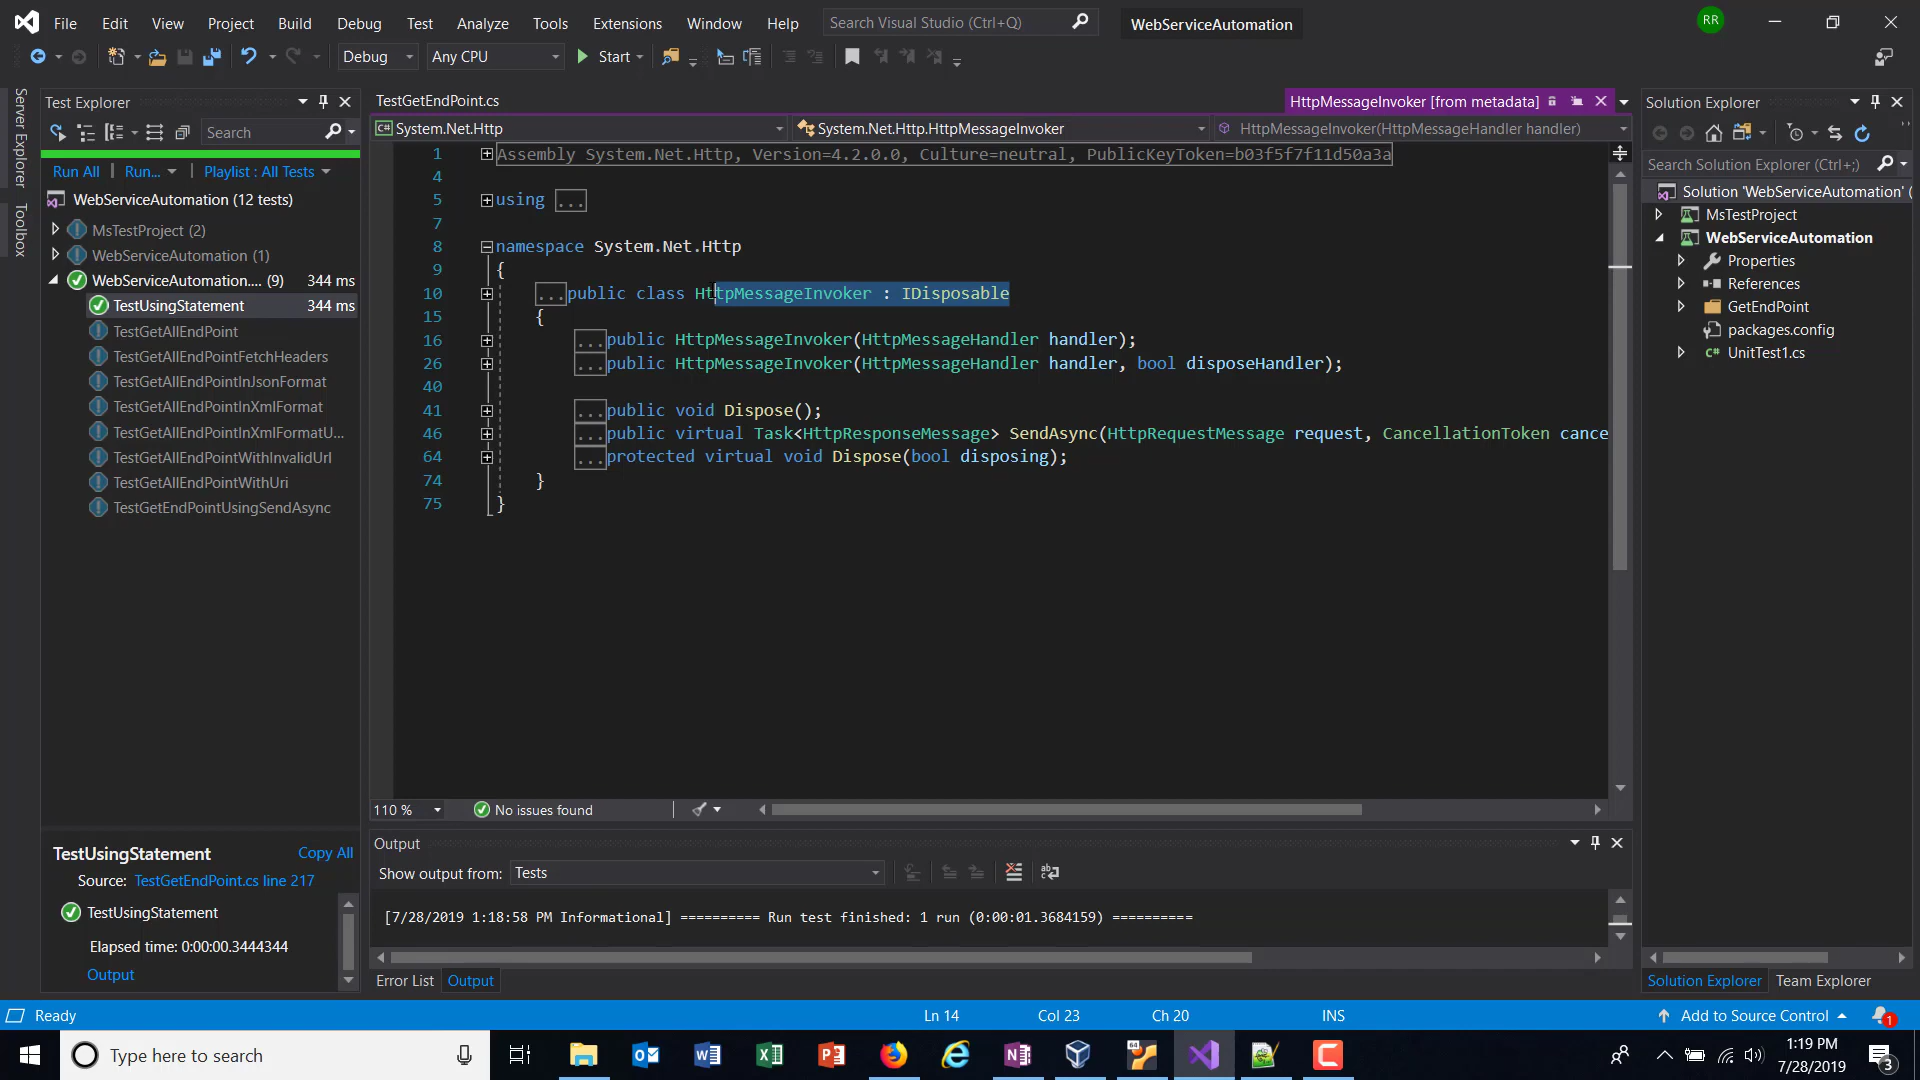 File Edit View Project Build Debug Test Analyze Tools Extensions Window Help Search Visual Studio (Ctrl+Q) WebServiceAutomation RR
Debug Any CPU Start
Server Explorer
Toolbox
Test Explorer
Search
Run All Run... Playlist : All Tests
WebServiceAutomation (12 tests)
MsTestProject (2)
WebServiceAutomation (1)
WebServiceAutomation.... (9) 344 ms
TestUsingStatement 344 ms
TestGetAllEndPoint
TestGetAllEndPointFetchHeaders
TestGetAllEndPointInJsonFormat
TestGetAllEndPointInXmlFormat
TestGetAllEndPointInXmlFormatU...
TestGetAllEndPointWithInvalidUrl
TestGetAllEndPointWithUri
TestGetEndPointUsingSendAsync
TestUsingStatement Copy All
Source: TestGetEndPoint.cs line 217
TestUsingStatement
Elapsed time: 0:00:00.3444344
Output
TestGetEndPoint.cs HttpMessageInvoker [from metadata]
C# System.Net.Http System.Net.Http.HttpMessageInvoker HttpMessageInvoker(HttpMessageHandler handler)
1 Assembly System.Net.Http, Version=4.2.0.0, Culture=neutral, PublicKeyToken=b03f5f7f11d50a3a
4
5 using ...
7
8 namespace System.Net.Http
9 {
10 ...public class HttpMessageInvoker : IDisposable
15 {
16 ...public HttpMessageInvoker(HttpMessageHandler handler);
26 ...public HttpMessageInvoker(HttpMessageHandler handler, bool disposeHandler);
40
41 ...public void Dispose();
46 ...public virtual Task<HttpResponseMessage> SendAsync(HttpRequestMessage request, CancellationToken cance
64 ...protected virtual void Dispose(bool disposing);
74 }
75 }
110 % No issues found
Output
Show output from: Tests
[7/28/2019 1:18:58 PM Informational] ========== Run test finished: 1 run (0:00:01.3684159) ==========
Error List Output
Solution Explorer
Search Solution Explorer (Ctrl+;)
Solution 'WebServiceAutomation' (
MsTestProject
WebServiceAutomation
Properties
References
GetEndPoint
packages.config
C# UnitTest1.cs
Solution Explorer Team Explorer
Ready Ln 14 Col 23 Ch 20 INS Add to Source Control 1
Type here to search
1:19 PM
7/28/2019
3